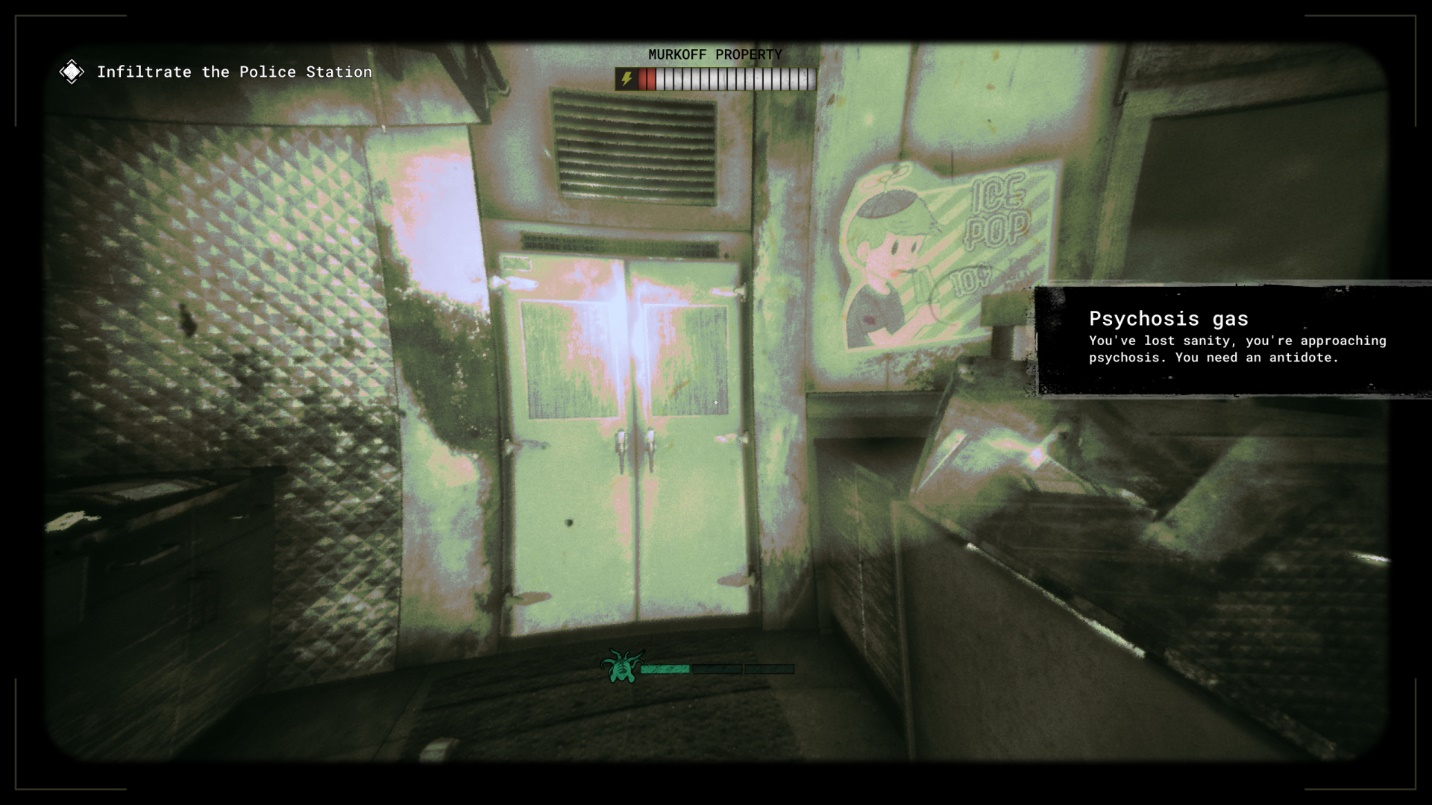 MURKOFF PROPERTY
Infiltrate the Police Station
ICE
POP
10¢
Psychosis gas
You've lost sanity, you're approaching
psychosis. You need an antidote.